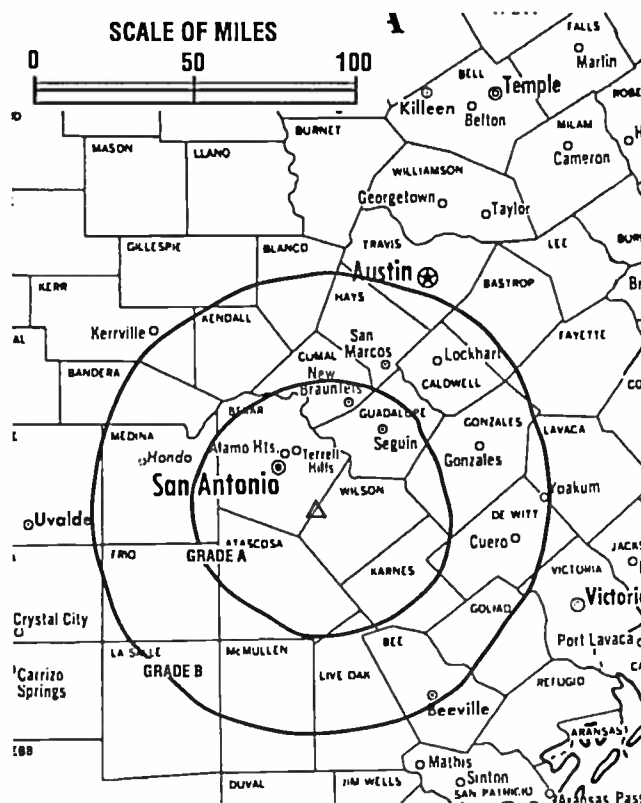 SCALE OF MILES
0 50 100
FALLS
Marlin
BELL
Temple
Killeen
Belton
BURNET
MILAM
Cameron
MASON
LLANO
WILLIAMSON
Georgetown
Taylor
GILLESPIE
BLANCO
TRAVIS
LEE
Austin
BASTROP
KERR
HAYS
KENDALL
Kerrville
FAYETTE
San
Marcos
COMAL
Lockhart
BANDERA
CALDWELL
New
Braunfels
BEXAR
GUADALUPE
GONZALES
LAVACA
MEDINA
Seguin
Hondo
Alamo Hts.
Terrell
Hills
Gonzales
San Antonio
WILSON
Yoakum
Uvalde
DE WITT
ATASCOSA
Cuero
FRIO
GRADE A
KARNES
VICTORIA
GOLIAD
Crystal City
BEE
Port Lavaca
LA SALLE
McMULLEN
GRADE B
LIVE OAK
REFUGIO
Carrizo
Springs
Beeville
ARANSAS
Mathis
Sinton
DUVAL
JIM WELLS
SAN PATRICIO
Aransas Pass